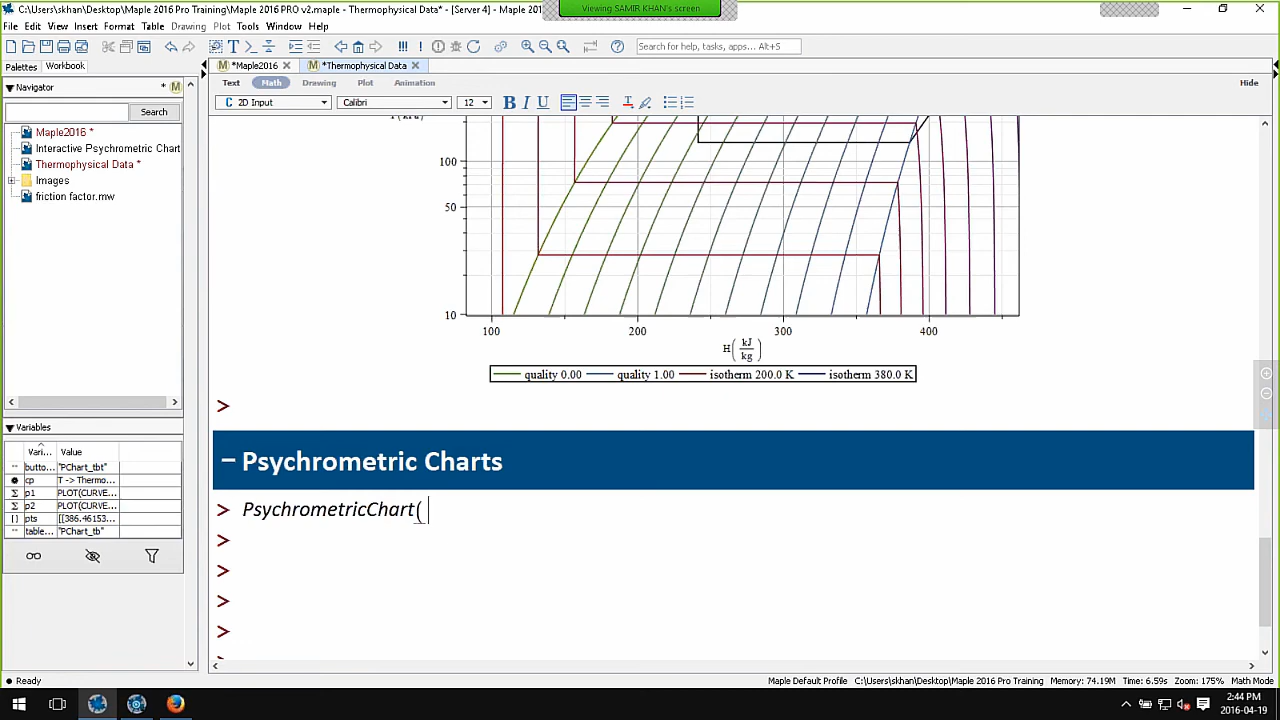 C:\Users\skhan\Desktop\Maple 2016 Pro Training\Maple 2016 PRO v2.maple - Thermophysical Data* - [Server 4] - Maple 201
Viewing SAMIR KHAN's screen
File Edit View Insert Format Table Drawing Plot Tools Window Help
Search for help, tasks, apps... Alt+S
Palettes Workbook
*Maple2016 *Thermophysical Data
Navigator *
Text Math Drawing Plot Animation Hide
Search
C 2D Input Calibri 12 B I U
Maple2016 *
Interactive Psychrometric Chart
Thermophysical Data *
Images
friction factor.mw
100
50
10
100 200 300 400
H(kJ/kg)
quality 0.00 quality 1.00 isotherm 200.0 K isotherm 380.0 K
>
Variables
Vari... Value
butto... "PChart_tbt"
cp T -> Thermo...
p1 PLOT(CURVE...
p2 PLOT(CURVE...
pts [[386.46153...
table... "PChart_tb"
− Psychrometric Charts
> PsychrometricChart(
>
>
>
>
Ready
Maple Default Profile C:\Users\skhan\Desktop\Maple 2016 Pro Training Memory: 74.19M Time: 6.59s Zoom: 175% Math Mode
2:44 PM
2016-04-19